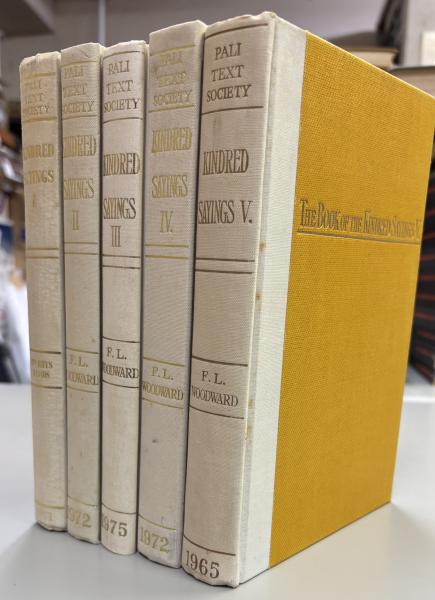 PALI
TEXT
SOCIETY
KINDRED
SAYINGS
I
PALI
TEXT
SOCIETY
KINDRED
SAYINGS
II
F. L.
WOODWARD
1972
PALI
TEXT
SOCIETY
KINDRED
SAYINGS
III
F. L.
WOODWARD
1975
PALI
TEXT
SOCIETY
KINDRED
SAYINGS
IV.
F. L.
WOODWARD
1972
PALI
TEXT
SOCIETY
KINDRED
SAYINGS V.
F. L.
WOODWARD
1965
THE BOOK OF THE KINDRED SAYINGS V.